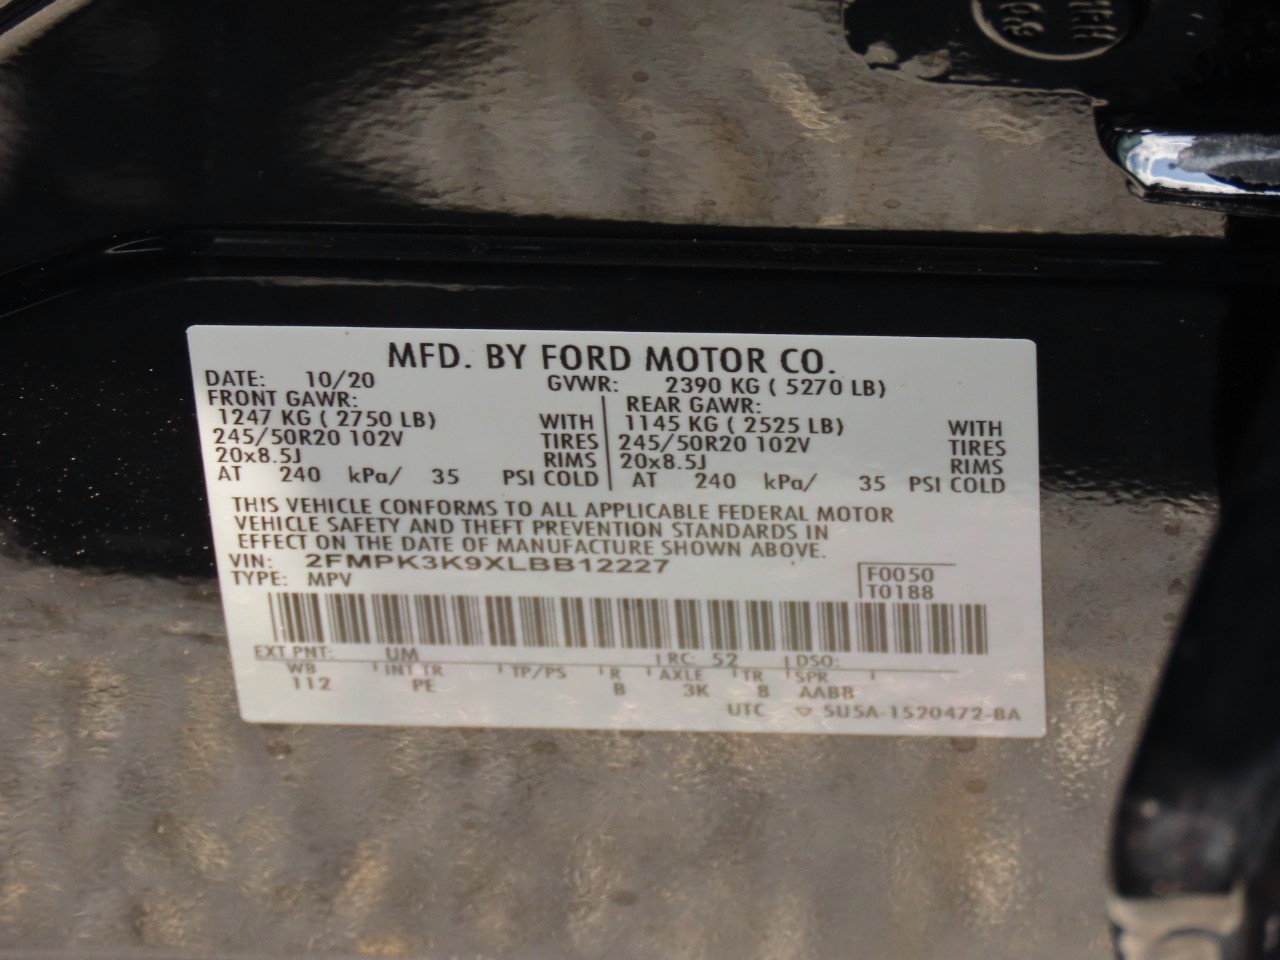 MFD. BY FORD MOTOR CO.
DATE: 10/20 GVWR: 2390 KG ( 5270 LB)
FRONT GAWR: REAR GAWR:
1247 KG ( 2750 LB) WITH 1145 KG ( 2525 LB) WITH
245/50R20 102V TIRES 245/50R20 102V TIRES
20x8.5J RIMS 20x8.5J RIMS
AT 240 kPa/ 35 PSI COLD AT 240 kPa/ 35 PSI COLD
THIS VEHICLE CONFORMS TO ALL APPLICABLE FEDERAL MOTOR
VEHICLE SAFETY AND THEFT PREVENTION STANDARDS IN
EFFECT ON THE DATE OF MANUFACTURE SHOWN ABOVE.
VIN: 2FMPK3K9XLBB12227
TYPE: MPV F0050
T0188
EXT PNT: UM RC: 52 DSO:
WB INT TR TP/PS R AXLE TR SPR
112 PE B 3K 8 AABB
UTC 5U5A-1520472-BA